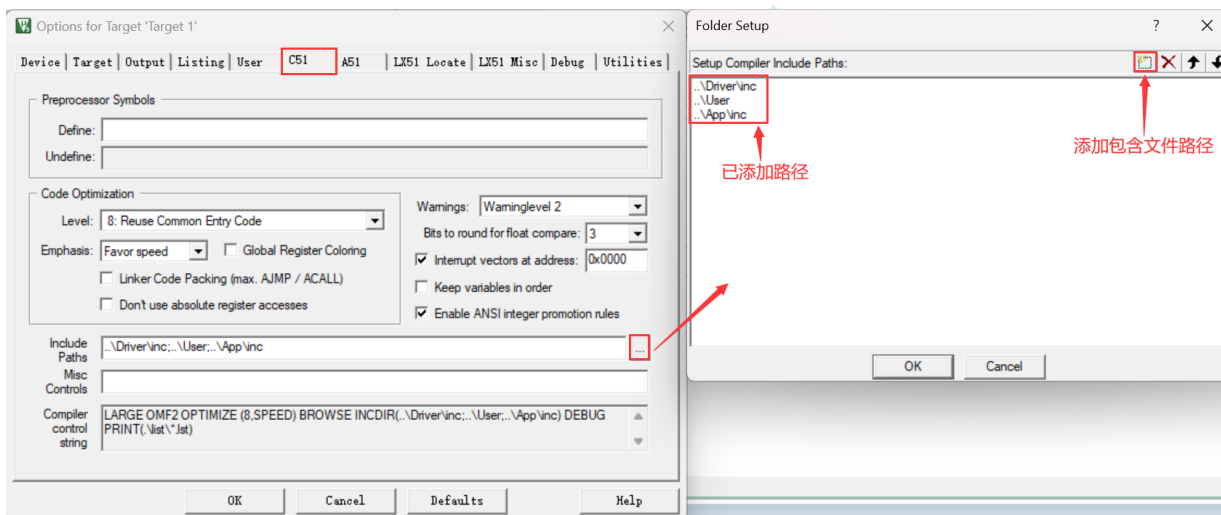 Options for Target 'Target 1'
Device Target Output Listing User C51 A51 LX51 Locate LX51 Misc Debug Utilities
Preprocessor Symbols
Define:
Undefine:
Code Optimization
Level: 8: Reuse Common Entry Code
Emphasis: Favor speed Global Register Coloring
Linker Code Packing (max. AJMP / ACALL)
Don't use absolute register accesses
Warnings: Warninglevel 2
Bits to round for float compare: 3
Interrupt vectors at address: 0x0000
Keep variables in order
Enable ANSI integer promotion rules
Include
Paths
..\Driver\inc;..\User;..\App\inc
...
Misc
Controls
Compiler
control
string
LARGE OMF2 OPTIMIZE (8,SPEED) BROWSE INCDIR(..\Driver\inc;..\User;..\App\inc) DEBUG
PRINT(.\list\*.lst)
OK Cancel Defaults Help
Folder Setup
?
Setup Compiler Include Paths:
..\Driver\inc
..\User
..\App\inc
已添加路径
添加包含文件路径
OK Cancel